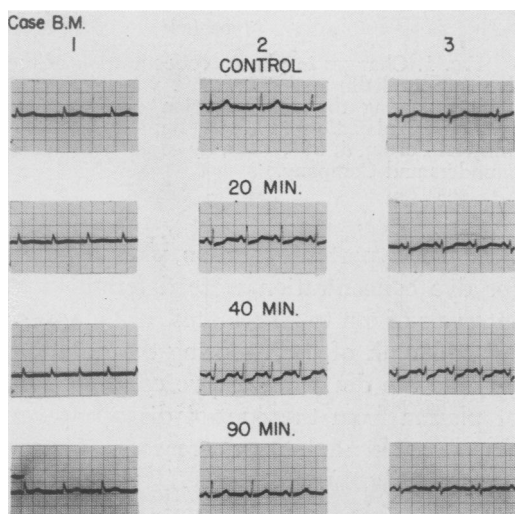 Case B.M.
1 2 3
CONTROL
20 MIN.
40 MIN.
90 MIN.